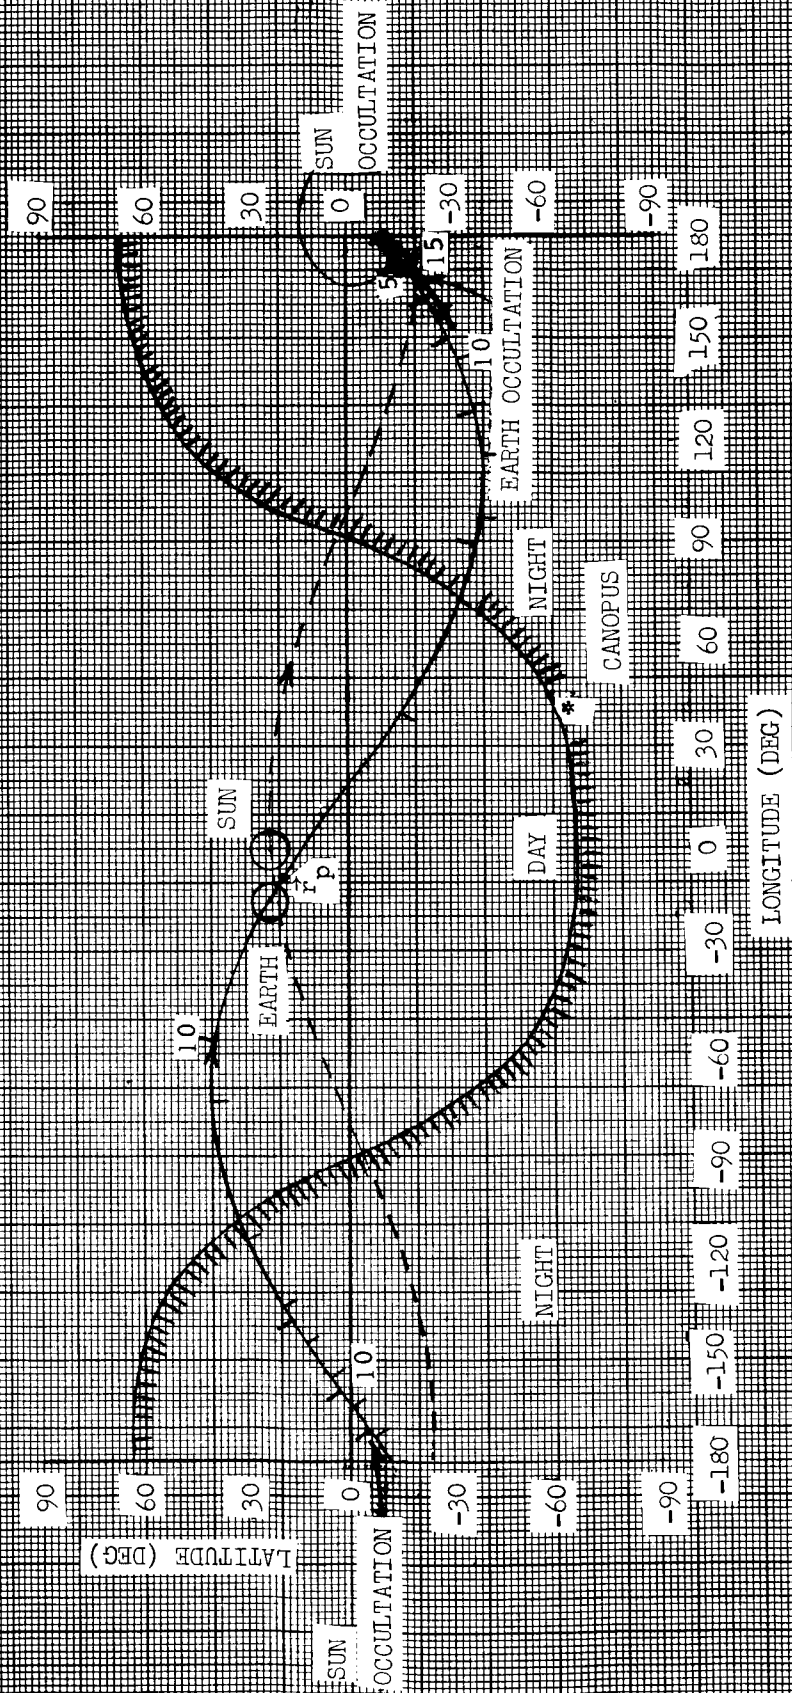 90
60
30
0
-30
-60
-90
LATITUDE (DEG)
90
60
30
0
-30
-60
-90
SUN
OCCULTATION
SUN
OCCULTATION
SUN
EARTH
r p
10
10
10
5
15
EARTH OCCULTATION
NIGHT
DAY
NIGHT
CANOPUS
*
-180
-150
-120
-90
-60
-30
0
30
60
90
120
150
180
LONGITUDE (DEG)